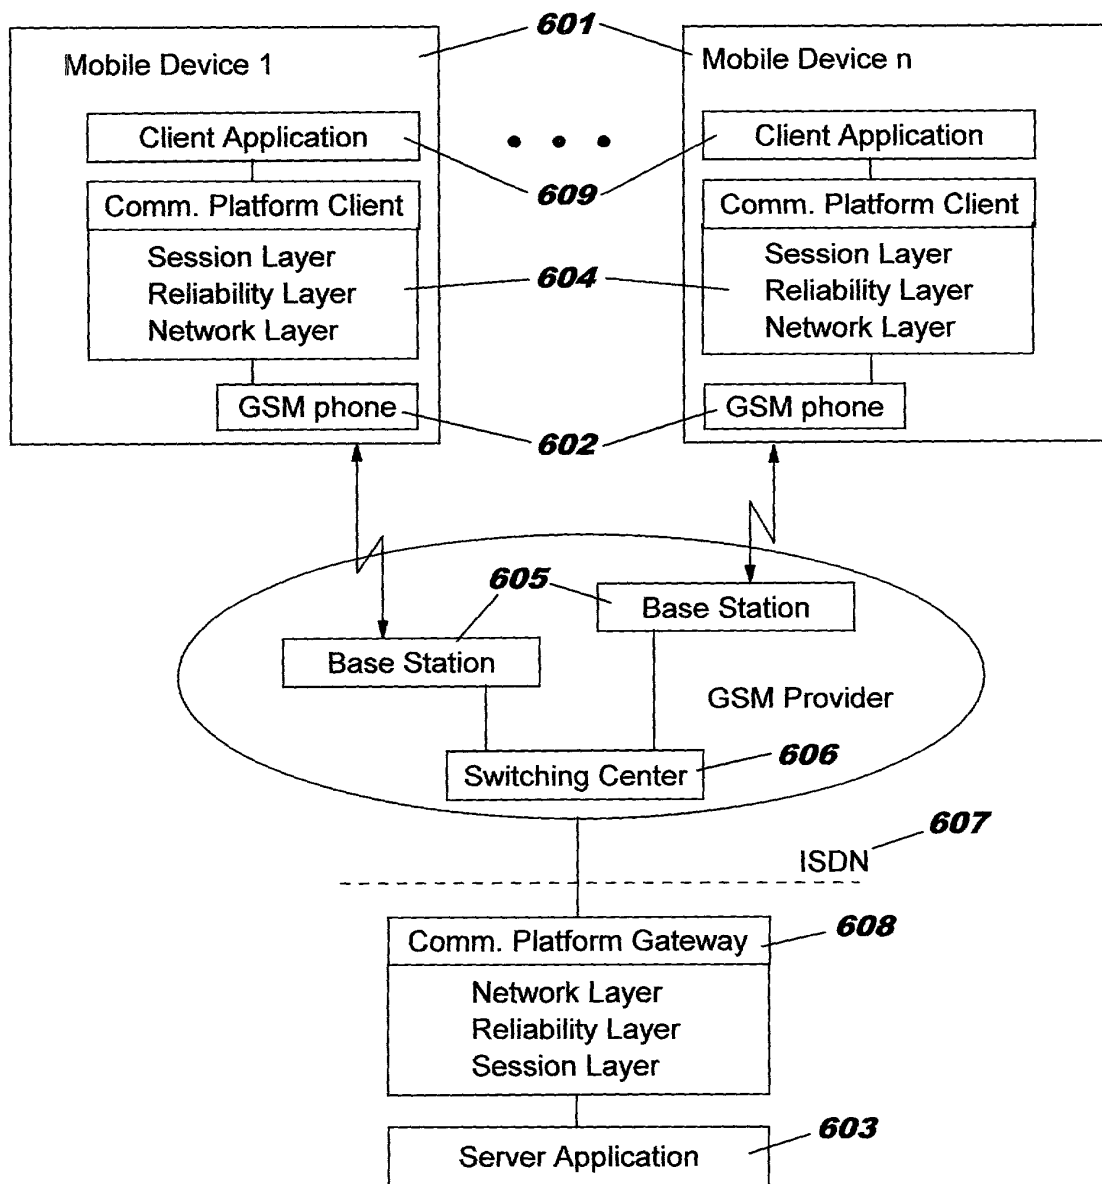 601
Mobile Device 1
Mobile Device n
Client Application
Client Application
609
Comm. Platform Client
Comm. Platform Client
Session Layer
Reliability Layer
Network Layer
604
Session Layer
Reliability Layer
Network Layer
GSM phone
GSM phone
602
605
Base Station
Base Station
GSM Provider
Switching Center
606
607
ISDN
Comm. Platform Gateway
608
Network Layer
Reliability Layer
Session Layer
603
Server Application